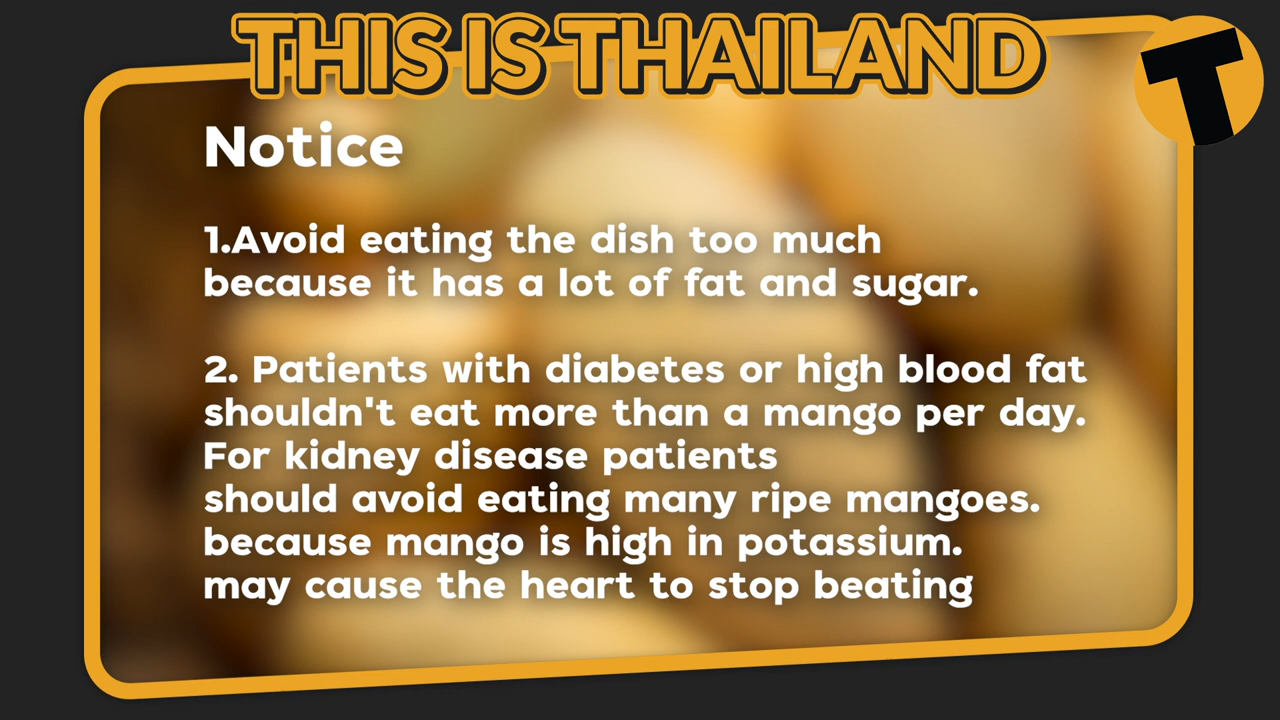 THIS IS THAILAND
T
Notice
1.Avoid eating the dish too much
because it has a lot of fat and sugar.
2. Patients with diabetes or high blood fat
shouldn't eat more than a mango per day.
For kidney disease patients
should avoid eating many ripe mangoes.
because mango is high in potassium.
may cause the heart to stop beating